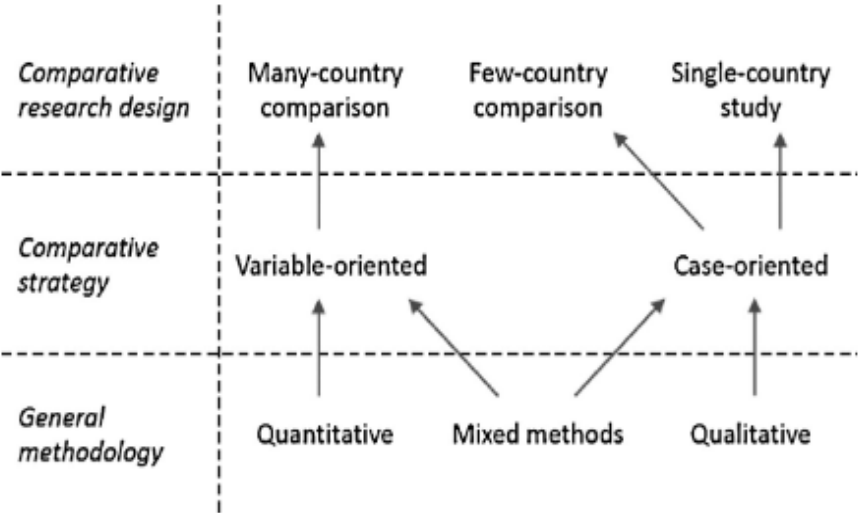 Comparative
research design
Many-country
comparison
Few-country
comparison
Single-country
study
Comparative
strategy
Variable-oriented
Case-oriented
General
methodology
Quantitative
Mixed methods
Qualitative